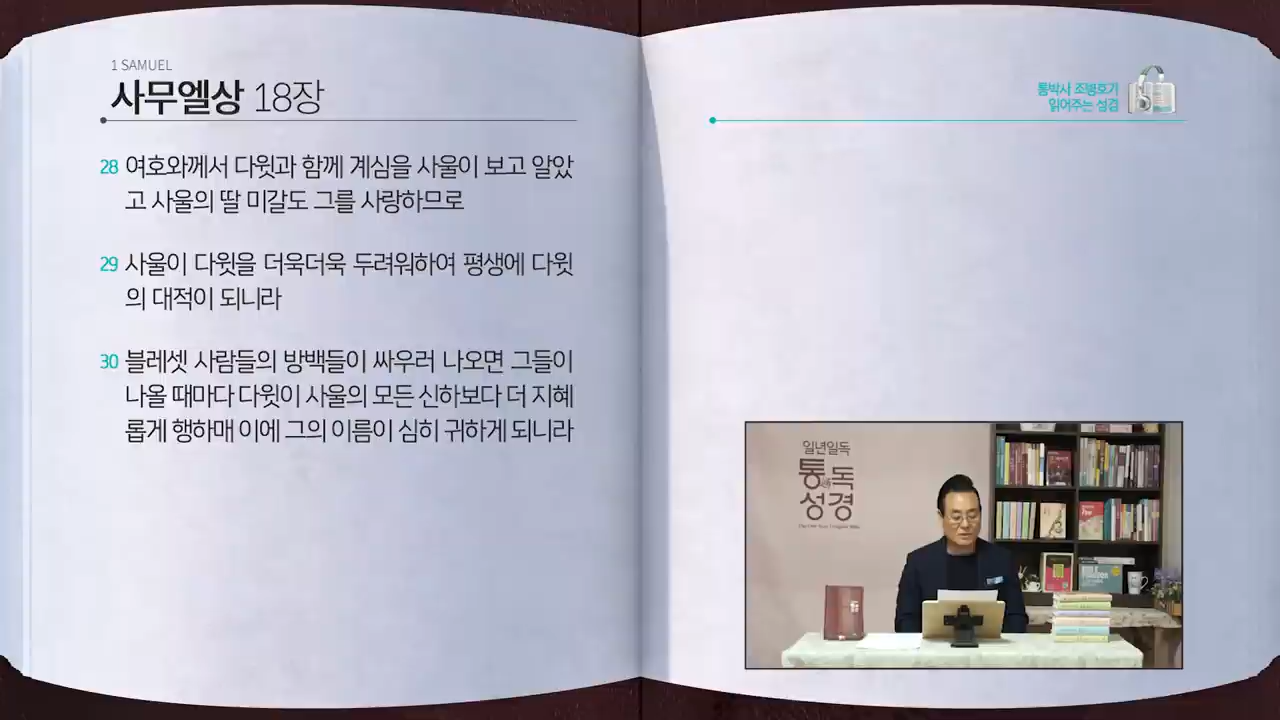 1 SAMUEL
사무엘상 18장
통박사 조병호가
읽어주는 성경
28 여호와께서 다윗과 함께 계심을 사울이 보고 알았
고 사울의 딸 미갈도 그를 사랑하므로
29 사울이 다윗을 더욱더욱 두려워하여 평생에 다윗
의 대적이 되니라
30 블레셋 사람들의 방백들이 싸우러 나오면 그들이
나올 때마다 다윗이 사울의 모든 신하보다 더 지혜
롭게 행하매 이에 그의 이름이 심히 귀하게 되니라
일년일독
통독
성경